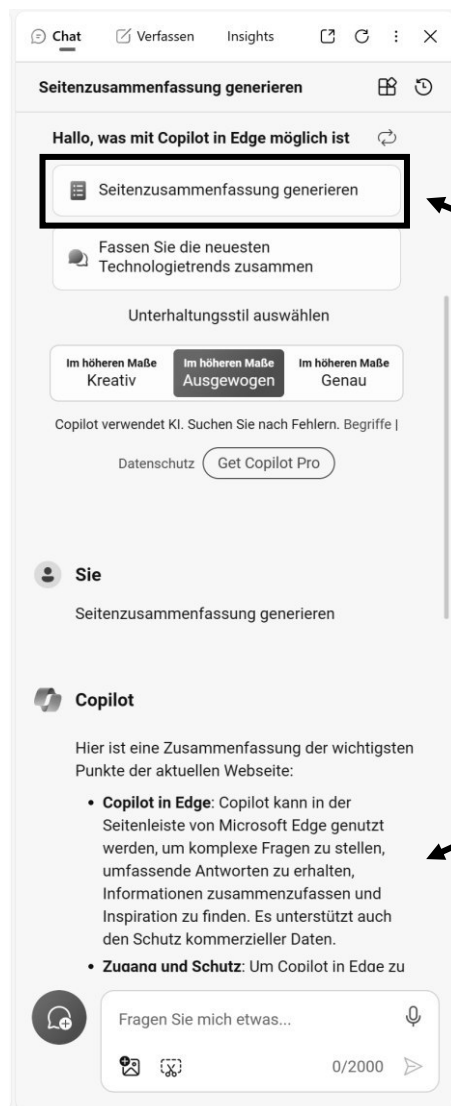 Chat Verfassen Insights
Seitenzusammenfassung generieren
Hallo, was mit Copilot in Edge möglich ist
Seitenzusammenfassung generieren
Fassen Sie die neuesten
Technologietrends zusammen
Unterhaltungsstil auswählen
Im höheren Maße Im höheren Maße Im höheren Maße
Kreativ Ausgewogen Genau
Copilot verwendet KI. Suchen Sie nach Fehlern. Begriffe |
Datenschutz Get Copilot Pro
Sie
Seitenzusammenfassung generieren
Copilot
Hier ist eine Zusammenfassung der wichtigsten
Punkte der aktuellen Webseite:
• Copilot in Edge: Copilot kann in der
Seitenleiste von Microsoft Edge genutzt
werden, um komplexe Fragen zu stellen,
umfassende Antworten zu erhalten,
Informationen zusammenzufassen und
Inspiration zu finden. Es unterstützt auch
den Schutz kommerzieller Daten.
• Zugang und Schutz: Um Copilot in Edge zu
Fragen Sie mich etwas...
0/2000